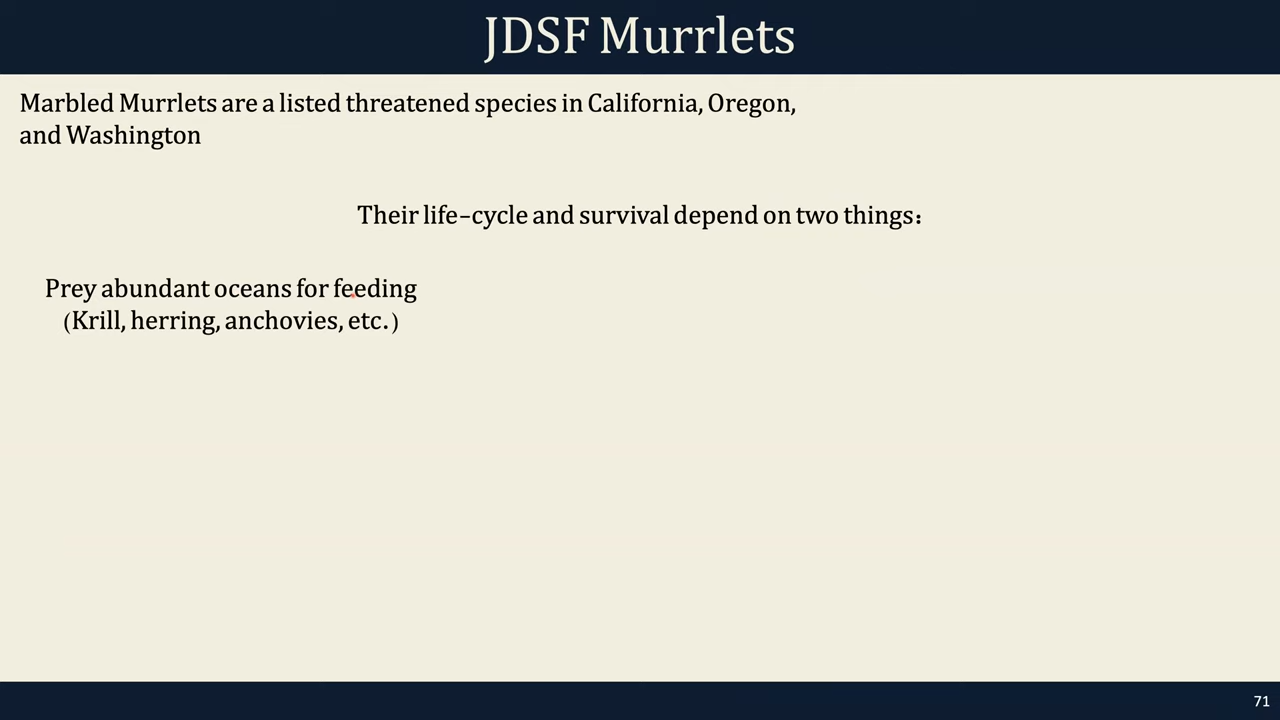 JDSF Murrlets
Marbled Murrlets are a listed threatened species in California, Oregon,
and Washington
Their life-cycle and survival depend on two things:
Prey abundant oceans for feeding
(Krill, herring, anchovies, etc.)
71